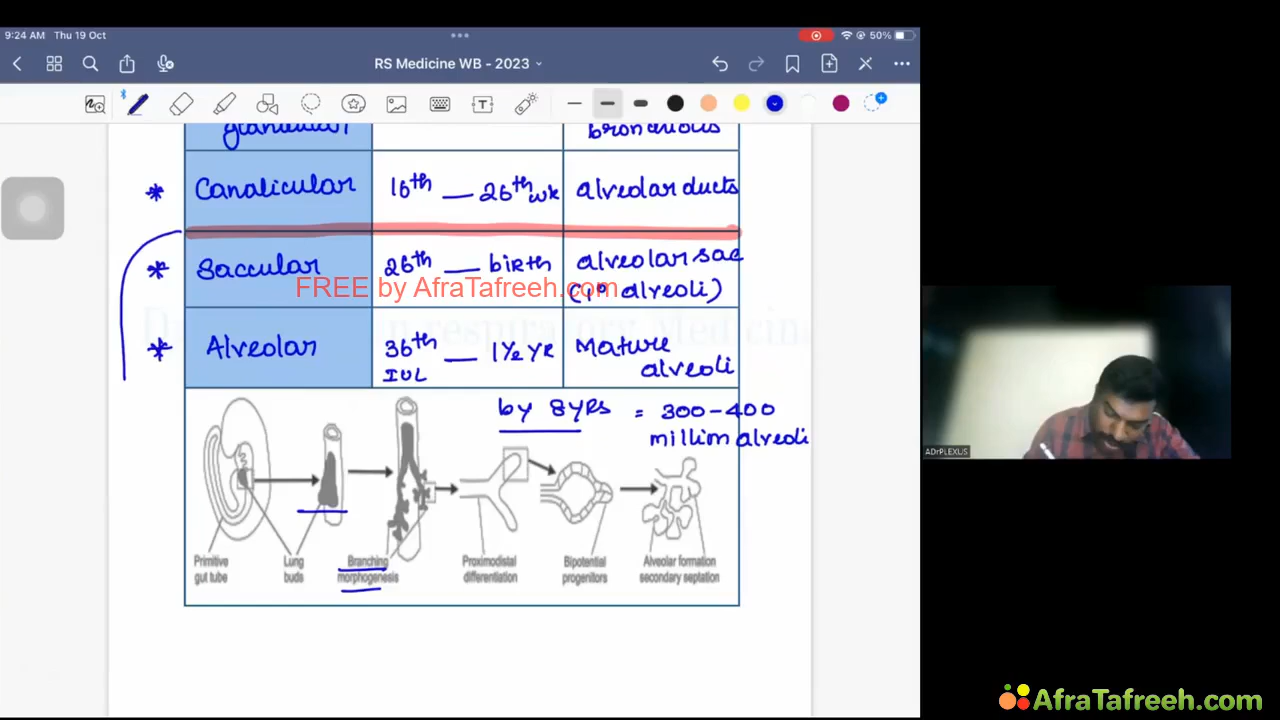 9:24 AM Thu 19 Oct
50%
RS Medicine WB - 2023
T
glandular bronchiols
* Canalicular 16th — 26th wk alveolar ducts
* Saccular 26th — birth alveolar sac
(1° alveoli)
FREE by AfraTafreeh.com
* Alveolar 36th — 1½ yr Mature
IUL alveoli
by 8yrs = 300-400
million alveoli
Primitive
gut tube
Lung
buds
Branching
morphogenesis
Proximodistal
differentiation
Bipotential
progenitors
Alveolar formation
secondary septation
ADrPLEXUS
AfraTafreeh.com